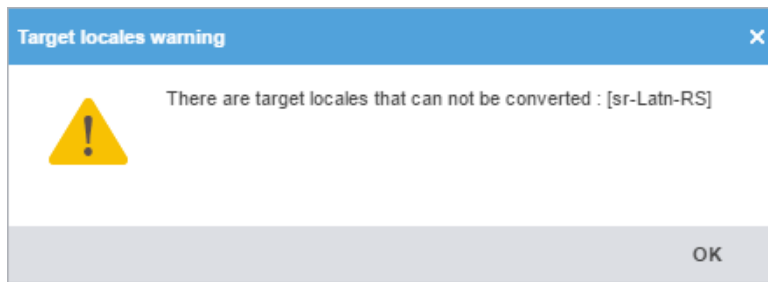 Target locales warning
There are target locales that can not be converted : [sr-Latn-RS]
OK